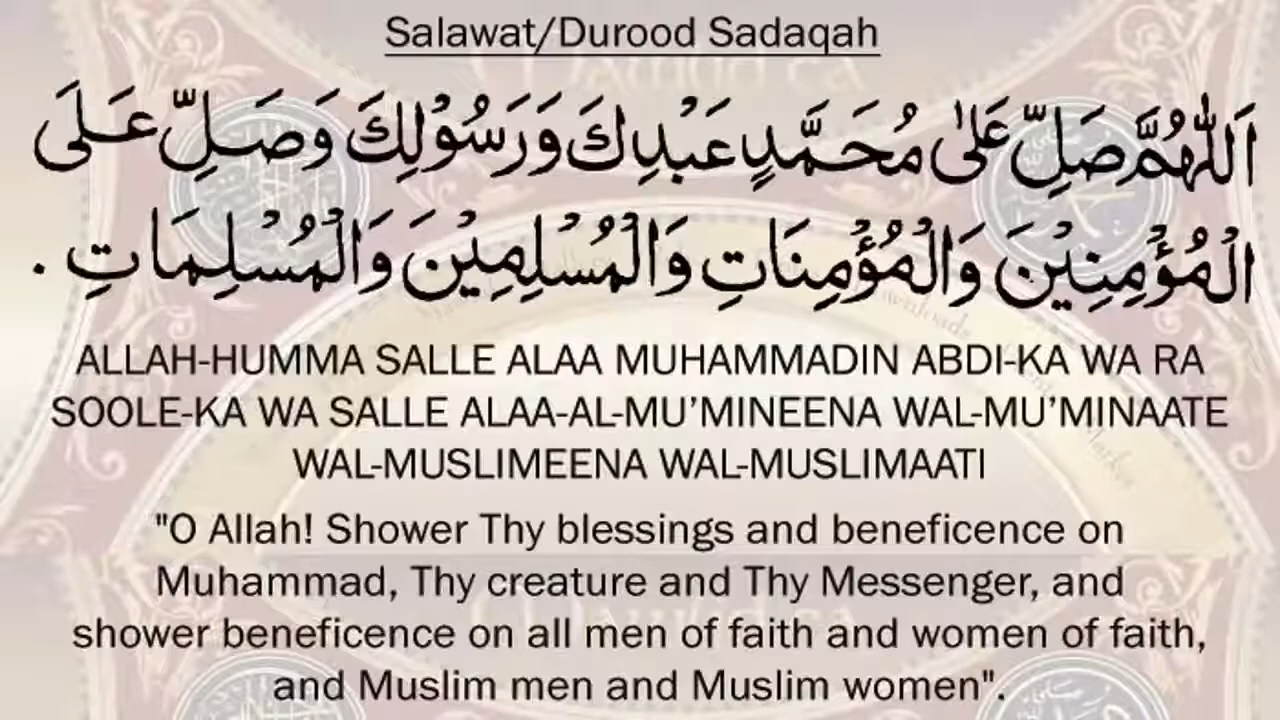 Salawat/Durood Sadaqah
اَللّٰهُمَّ صَلِّ عَلٰى مُحَمَّدٍ عَبْدِكَ وَرَسُوْلِكَ وَصَلِّ عَلَى
الْمُؤْمِنِيْنَ وَالْمُؤْمِنَاتِ وَالْمُسْلِمِيْنَ وَالْمُسْلِمَاتِ .
ALLAH-HUMMA SALLE ALAA MUHAMMADIN ABDI-KA WA RA
SOOLE-KA WA SALLE ALAA-AL-MU’MINEENA WAL-MU’MINAATE
WAL-MUSLIMEENA WAL-MUSLIMAATI
"O Allah! Shower Thy blessings and beneficence on
Muhammad, Thy creature and Thy Messenger, and
shower beneficence on all men of faith and women of faith,
and Muslim men and Muslim women".